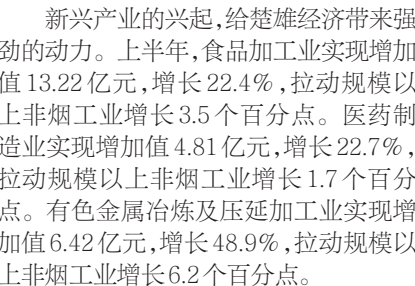 新兴产业的兴起,给楚雄经济带来强
劲的动力。上半年,食品加工业实现增加
值13.22亿元,增长22.4%,拉动规模以
上非烟工业增长3.5个百分点。医药制
造业实现增加值4.81亿元,增长22.7%,
拉动规模以上非烟工业增长1.7个百分
点。有色金属冶炼及压延加工业实现增
加值6.42亿元,增长48.9%,拉动规模以
上非烟工业增长6.2个百分点。